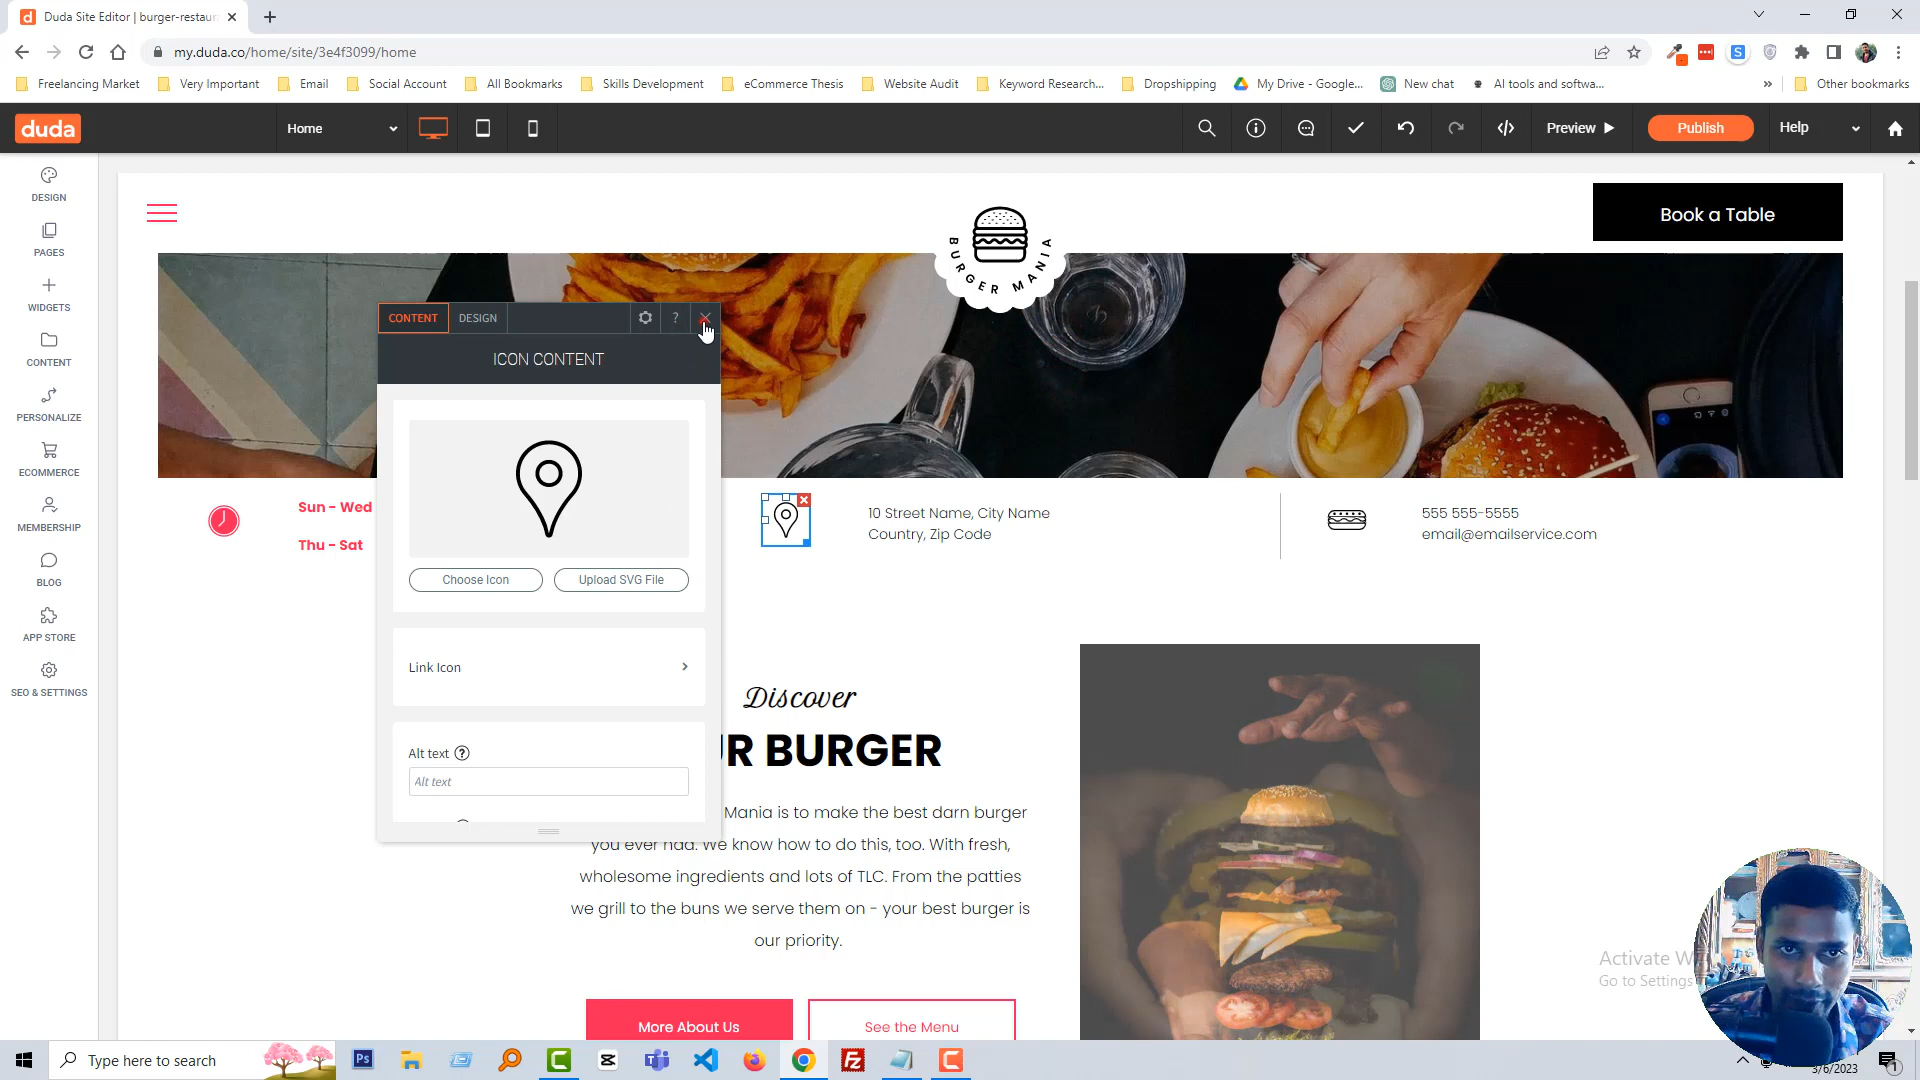 Duda Site Editor | burger-restaur
my.duda.co/home/site/3e4f3099/home
Freelancing Market
Very Important
Email
Social Account
All Bookmarks
Skills Development
eCommerce Thesis
Website Audit
Keyword Research...
Dropshipping
My Drive - Google...
New chat
AI tools and softwa...
»
Other bookmarks
duda
Home
Preview
Publish
Help
DESIGN
PAGES
WIDGETS
CONTENT
PERSONALIZE
ECOMMERCE
MEMBERSHIP
BLOG
APP STORE
SEO & SETTINGS
Book a Table
BURGER MANIA
CONTENT
DESIGN
?
ICON CONTENT
Choose Icon
Upload SVG File
Link Icon
Alt text ?
Alt text
Sun - Wed
Thu - Sat
10 Street Name, City Name
Country, Zip Code
555 555-5555
email@emailservice.com
Discover
UR BURGER
Mania is to make the best darn burger
you ever had. We know how to do this, too. With fresh,
wholesome ingredients and lots of TLC. From the patties
we grill to the buns we serve them on - your best burger is
our priority.
More About Us
See the Menu
Activate W
Go to Settings
Type here to search
3/6/2023